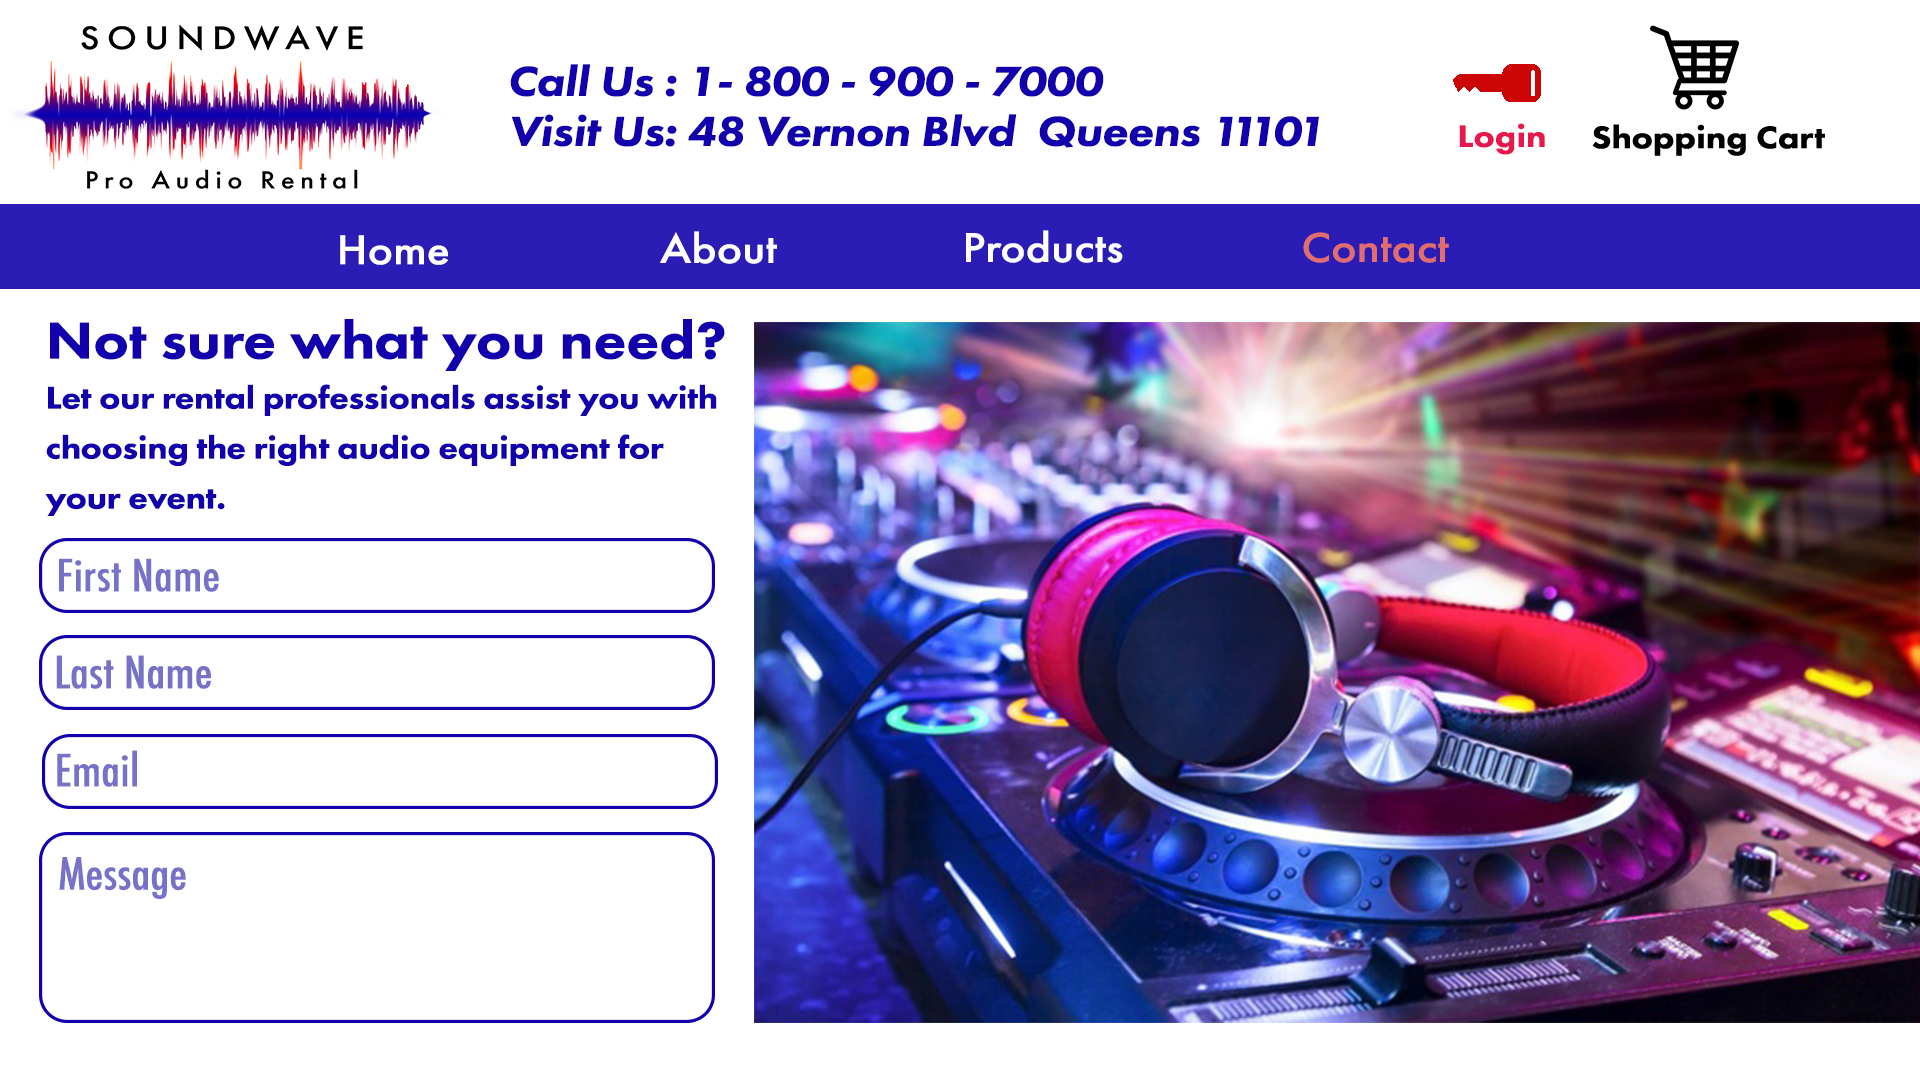 SOUNDWAVE
Pro Audio Rental
Call Us : 1- 800 - 900 - 7000
Visit Us: 48 Vernon Blvd Queens 11101
Login
Shopping Cart
Home
About
Products
Contact
Not sure what you need?
Let our rental professionals assist you with
choosing the right audio equipment for
your event.
First Name
Last Name
Email
Message